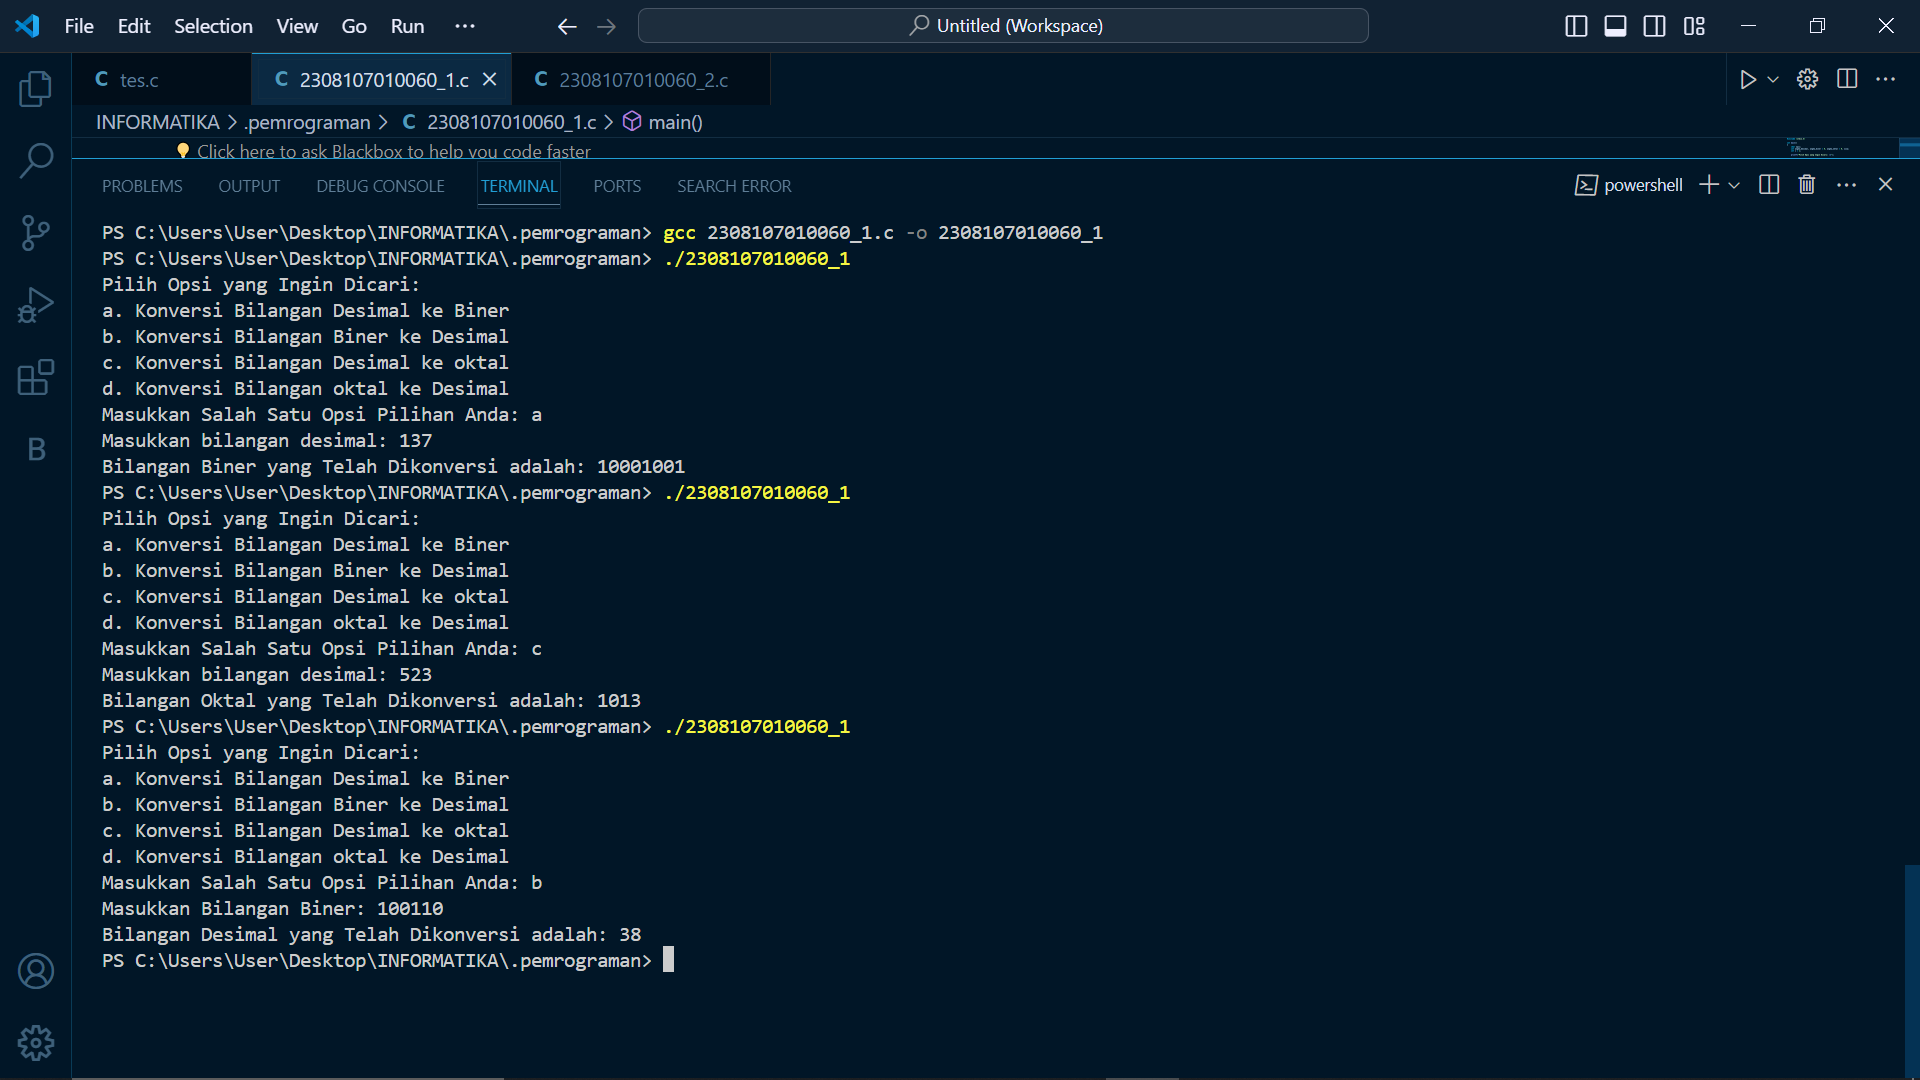 File Edit Selection View Go Run ··· Untitled (Workspace)
C tes.c C 2308107010060_1.c C 2308107010060_2.c
INFORMATIKA > .pemrograman > C 2308107010060_1.c > main()
Click here to ask Blackbox to help you code faster
PROBLEMS OUTPUT DEBUG CONSOLE TERMINAL PORTS SEARCH ERROR powershell
PS C:\Users\User\Desktop\INFORMATIKA\.pemrograman> gcc 2308107010060_1.c -o 2308107010060_1
PS C:\Users\User\Desktop\INFORMATIKA\.pemrograman> ./2308107010060_1
Pilih Opsi yang Ingin Dicari:
a. Konversi Bilangan Desimal ke Biner
b. Konversi Bilangan Biner ke Desimal
c. Konversi Bilangan Desimal ke oktal
d. Konversi Bilangan oktal ke Desimal
Masukkan Salah Satu Opsi Pilihan Anda: a
Masukkan bilangan desimal: 137
Bilangan Biner yang Telah Dikonversi adalah: 10001001
PS C:\Users\User\Desktop\INFORMATIKA\.pemrograman> ./2308107010060_1
Pilih Opsi yang Ingin Dicari:
a. Konversi Bilangan Desimal ke Biner
b. Konversi Bilangan Biner ke Desimal
c. Konversi Bilangan Desimal ke oktal
d. Konversi Bilangan oktal ke Desimal
Masukkan Salah Satu Opsi Pilihan Anda: c
Masukkan bilangan desimal: 523
Bilangan Oktal yang Telah Dikonversi adalah: 1013
PS C:\Users\User\Desktop\INFORMATIKA\.pemrograman> ./2308107010060_1
Pilih Opsi yang Ingin Dicari:
a. Konversi Bilangan Desimal ke Biner
b. Konversi Bilangan Biner ke Desimal
c. Konversi Bilangan Desimal ke oktal
d. Konversi Bilangan oktal ke Desimal
Masukkan Salah Satu Opsi Pilihan Anda: b
Masukkan Bilangan Biner: 100110
Bilangan Desimal yang Telah Dikonversi adalah: 38
PS C:\Users\User\Desktop\INFORMATIKA\.pemrograman>
B